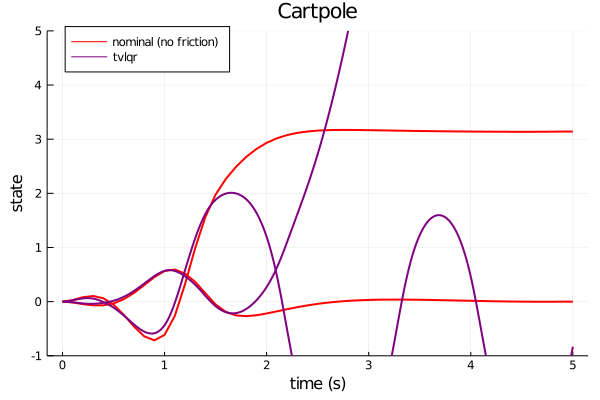 Cartpole
nominal (no friction)
tvlqr
state
5
4
3
2
1
0
-1
0 1 2 3 4 5
time (s)